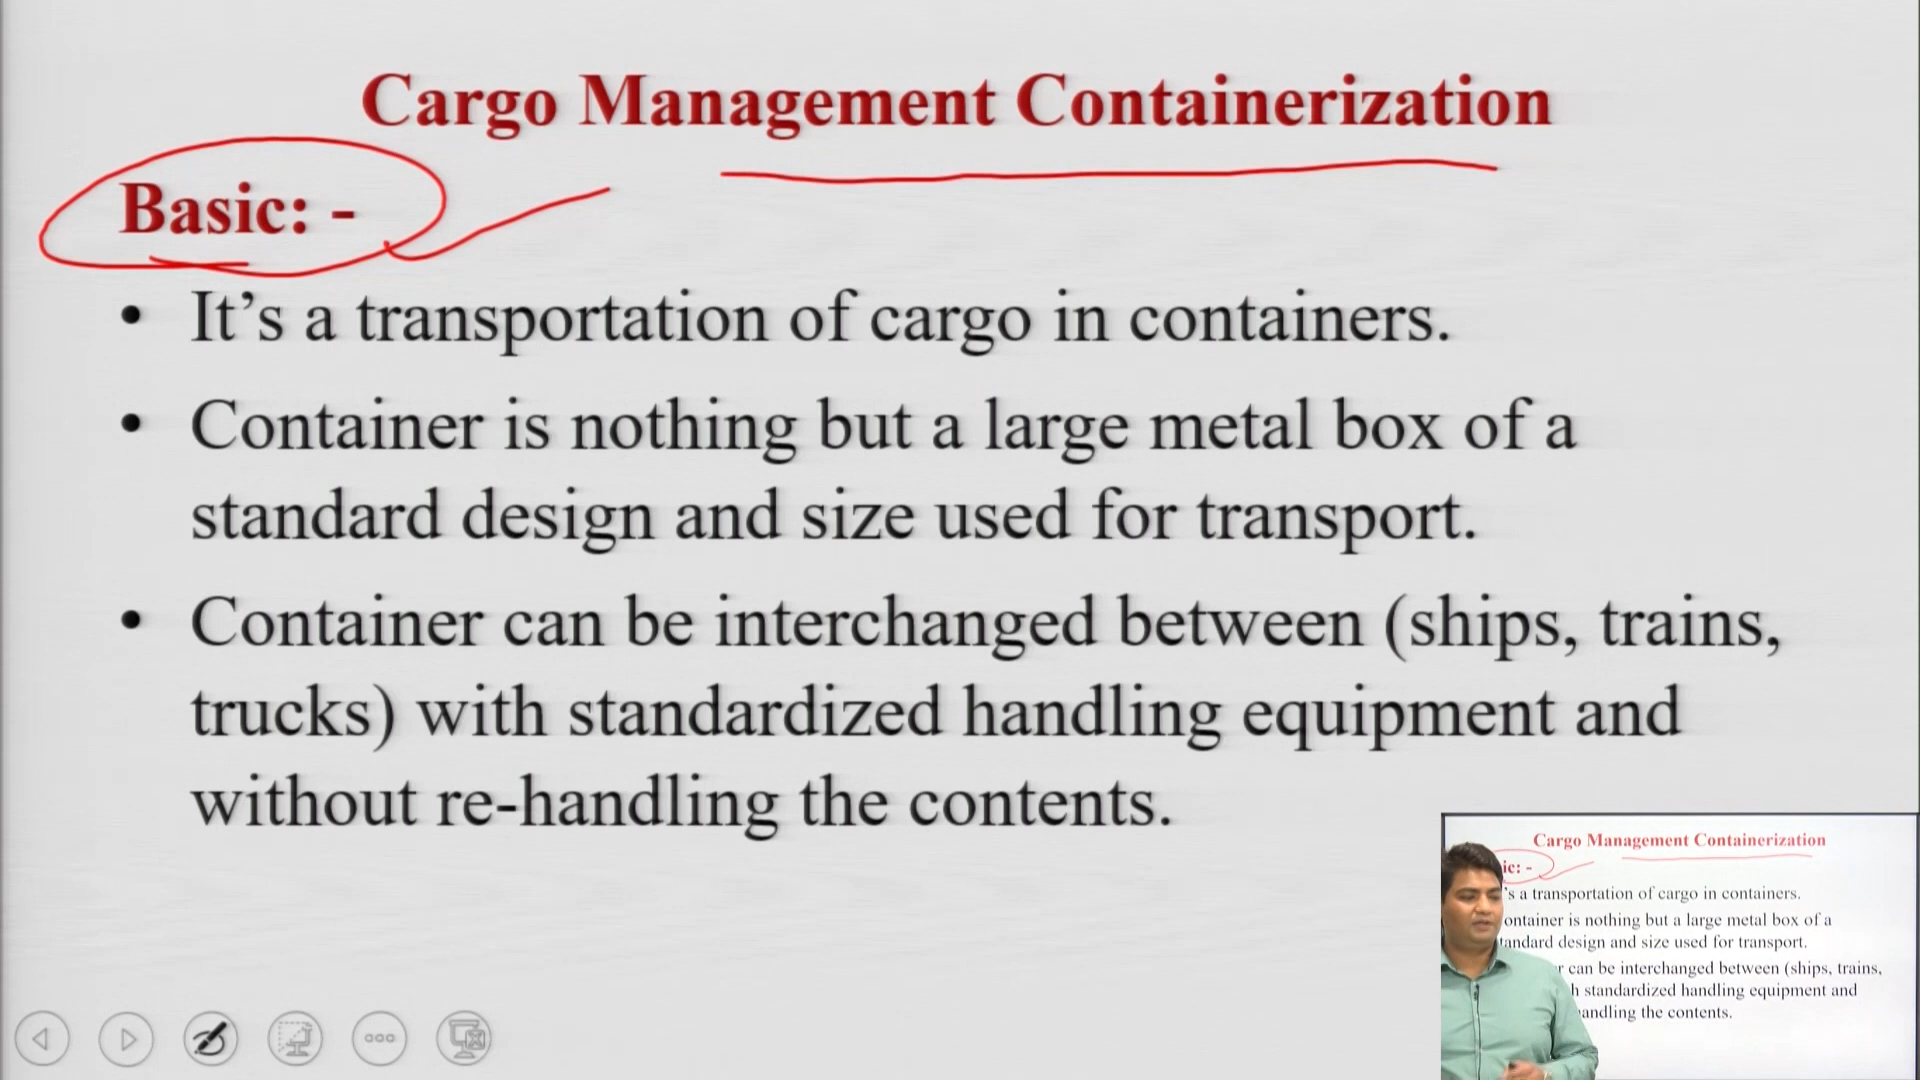 Cargo Management Containerization
Basic: -
• It’s a transportation of cargo in containers.
• Container is nothing but a large metal box of a
standard design and size used for transport.
• Container can be interchanged between (ships, trains,
trucks) with standardized handling equipment and
without re-handling the contents.
Cargo Management Containerization
ic: -
's a transportation of cargo in containers.
ontainer is nothing but a large metal box of a
tandard design and size used for transport.
r can be interchanged between (ships, trains,
h standardized handling equipment and
andling the contents.